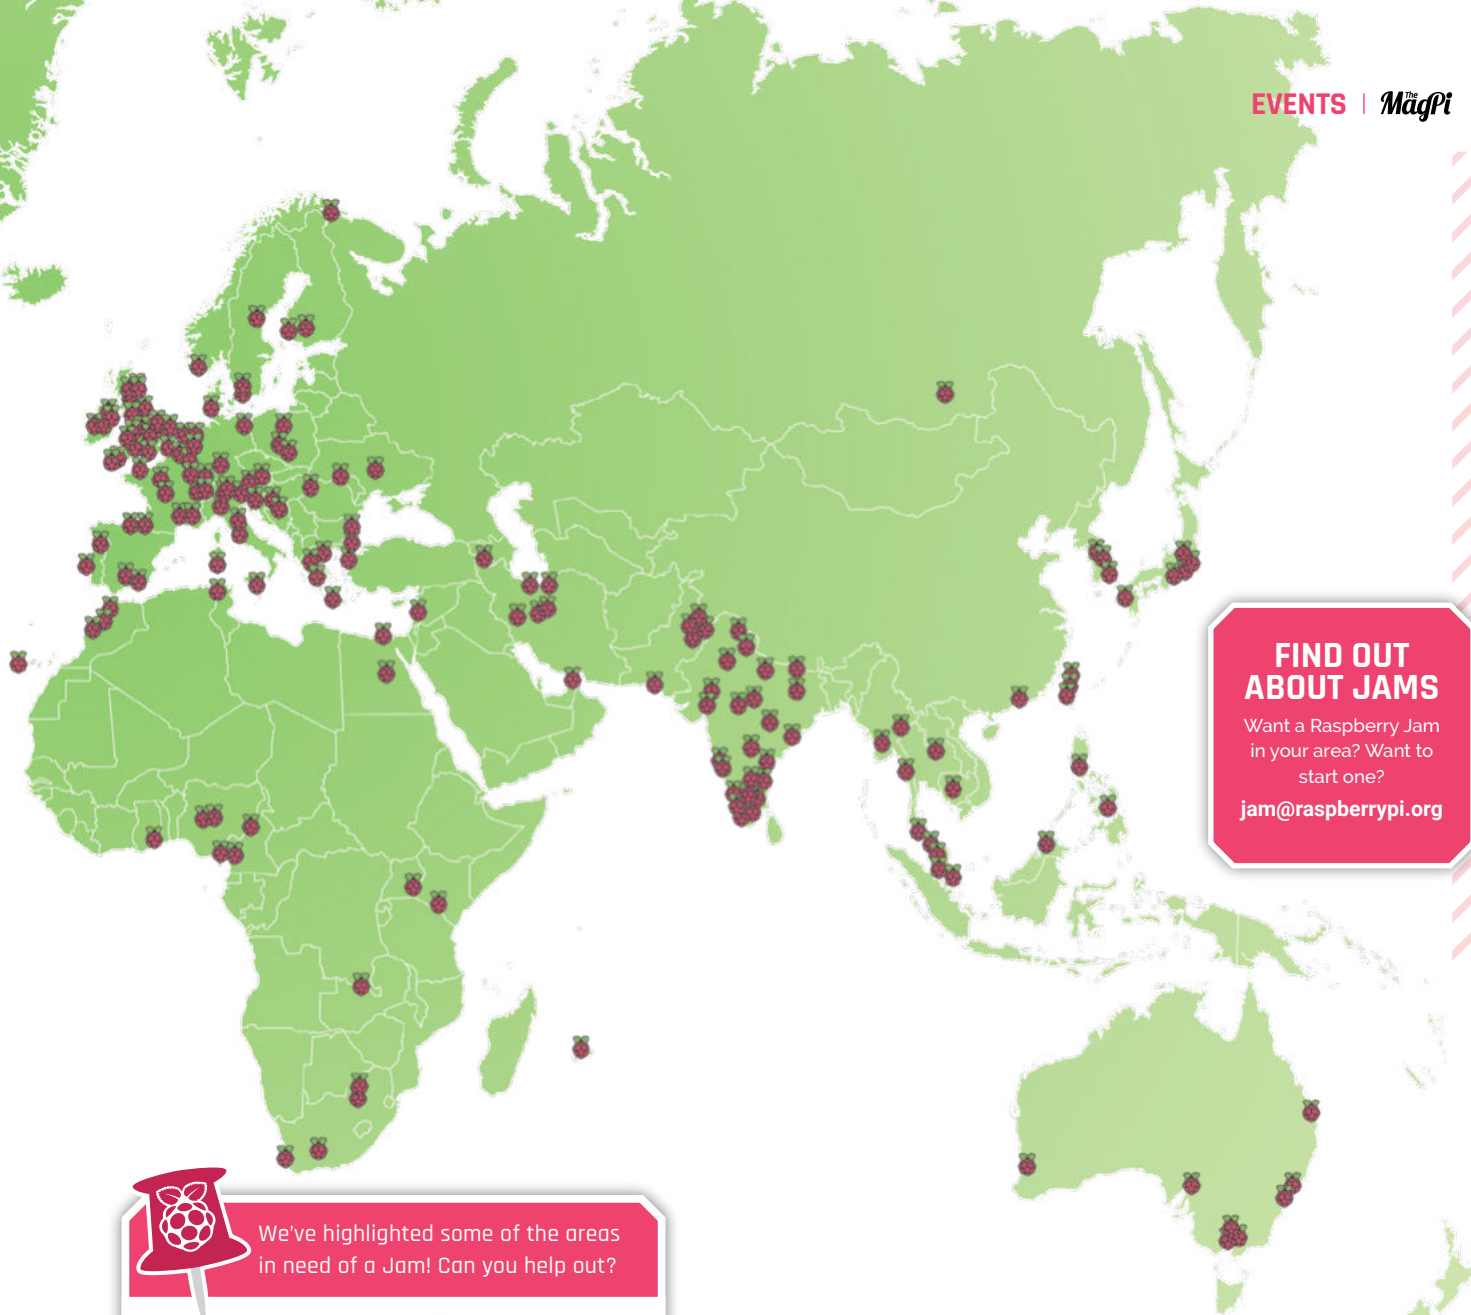 EVENTS | The MagPi
FIND OUT
ABOUT JAMS
Want a Raspberry Jam
in your area? Want to
start one?
jam@raspberrypi.org
We've highlighted some of the areas
in need of a Jam! Can you help out?